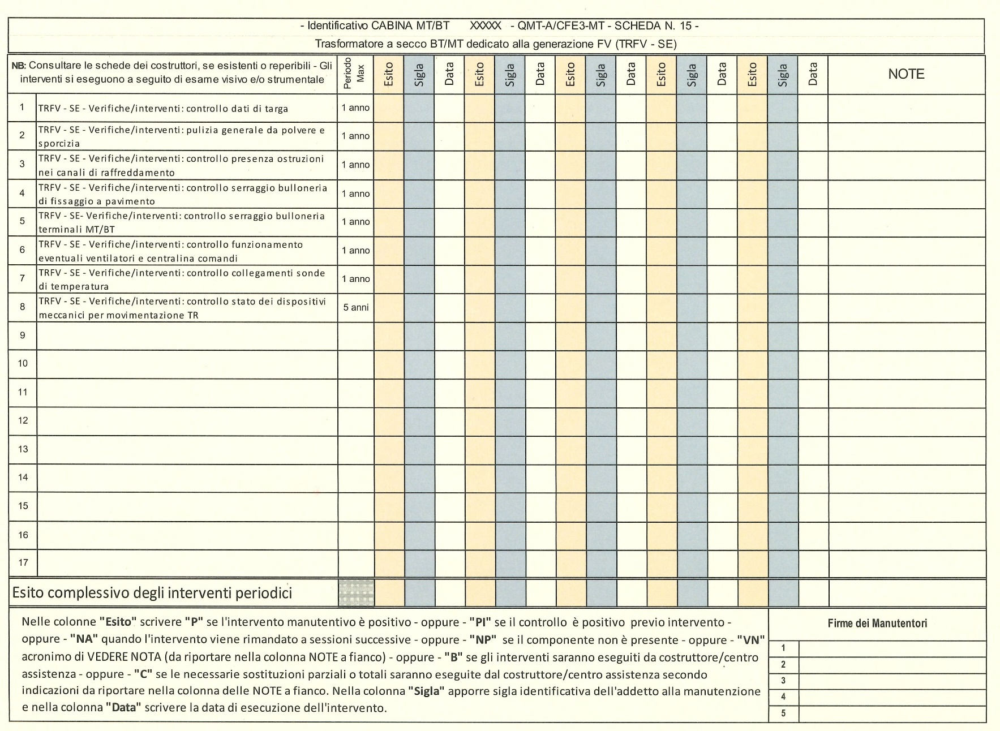 - Identificativo CABINA MT/BT XXXXX - QMT-A/CFE3-MT - SCHEDA N. 15 -
Trasformatore a secco BT/MT dedicato alla generazione FV (TRFV - SE)
NB: Consultare le schede dei costruttori, se esistenti o reperibili - Gli
interventi si eseguono a seguito di esame visivo e/o strumentale
Periodo
Max
Esito Sigla Data Esito Sigla Data Esito Sigla Data Esito Sigla Data Esito Sigla Data NOTE
1 TRFV - SE - Verifiche/interventi: controllo dati di targa 1 anno
2 TRFV - SE - Verifiche/interventi: pulizia generale da polvere e
sporcizia 1 anno
3 TRFV - SE - Verifiche/interventi: controllo presenza ostruzioni
nei canali di raffreddamento 1 anno
4 TRFV - SE - Verifiche/interventi: controllo serraggio bulloneria
di fissaggio a pavimento 1 anno
5 TRFV - SE- Verifiche/interventi: controllo serraggio bulloneria
terminali MT/BT 1 anno
6 TRFV - SE - Verifiche/interventi: controllo funzionamento
eventuali ventilatori e centralina comandi 1 anno
7 TRFV - SE - Verifiche/interventi: controllo collegamenti sonde
di temperatura 1 anno
8 TRFV - SE - Verifiche/interventi: controllo stato dei dispositivi
meccanici per movimentazione TR 5 anni
9
10
11
12
13
14
15
16
17
Esito complessivo degli interventi periodici
Nelle colonne "Esito" scrivere "P" se l'intervento manutentivo è positivo - oppure - "PI" se il controllo è positivo previo intervento -
oppure - "NA" quando l'intervento viene rimandato a sessioni successive - oppure - "NP" se il componente non è presente - oppure - "VN"
acronimo di VEDERE NOTA (da riportare nella colonna NOTE a fianco) - oppure - "B" se gli interventi saranno eseguiti da costruttore/centro
assistenza - oppure - "C" se le necessarie sostituzioni parziali o totali saranno eseguite dal costruttore/centro assistenza secondo
indicazioni da riportare nella colonna delle NOTE a fianco. Nella colonna "Sigla" apporre sigla identificativa dell'addetto alla manutenzione
e nella colonna "Data" scrivere la data di esecuzione dell'intervento.
Firme dei Manutentori
1
2
3
4
5